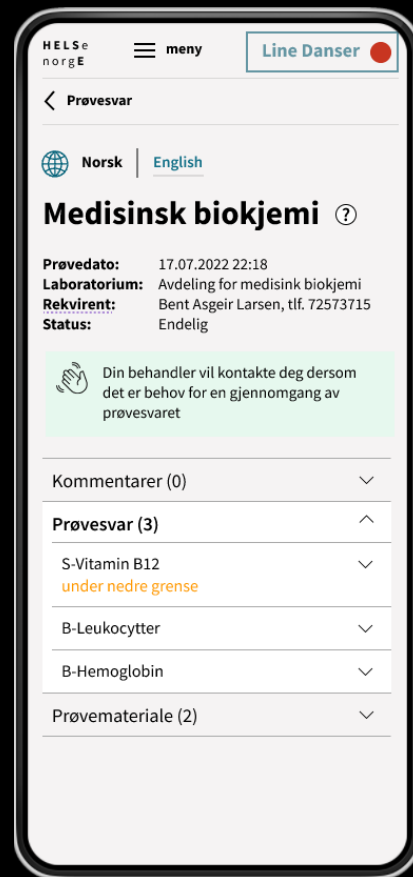 HELSe
norgE
meny
Line Danser
Prøvesvar
Norsk
English
Medisinsk biokjemi ?
Prøvedato: 17.07.2022 22:18
Laboratorium: Avdeling for medisink biokjemi
Rekvirent: Bent Asgeir Larsen, tlf. 72573715
Status: Endelig
Din behandler vil kontakte deg dersom
det er behov for en gjennomgang av
prøvesvaret
Kommentarer (0)
Prøvesvar (3)
S-Vitamin B12
under nedre grense
B-Leukocytter
B-Hemoglobin
Prøvemateriale (2)